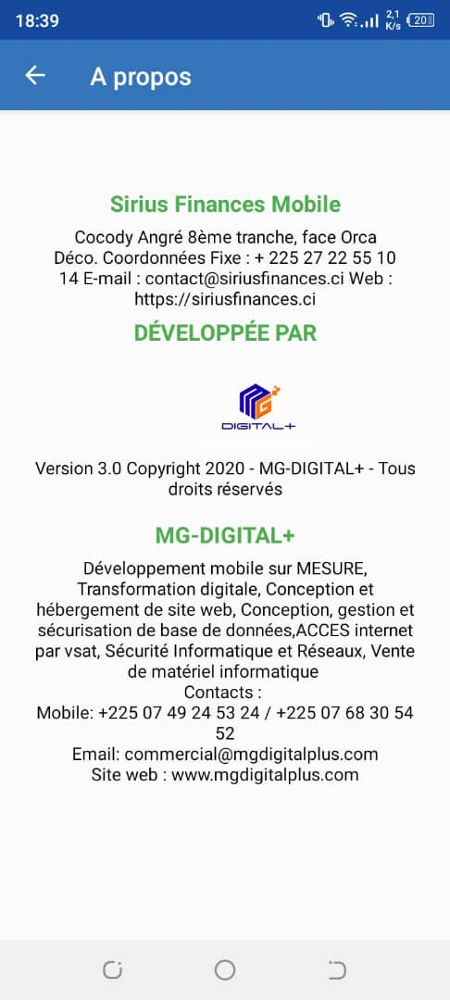 18:39
2,1
K/s
20
A propos
Sirius Finances Mobile
Cocody Angré 8ème tranche, face Orca
Déco. Coordonnées Fixe : + 225 27 22 55 10
14 E-mail : contact@siriusfinances.ci Web :
https://siriusfinances.ci
DÉVELOPPÉE PAR
MG
DIGITAL+
Version 3.0 Copyright 2020 - MG-DIGITAL+ - Tous
droits réservés
MG-DIGITAL+
Développement mobile sur MESURE,
Transformation digitale, Conception et
hébergement de site web, Conception, gestion et
sécurisation de base de données,ACCES internet
par vsat, Sécurité Informatique et Réseaux, Vente
de matériel informatique
Contacts :
Mobile: +225 07 49 24 53 24 / +225 07 68 30 54
52
Email: commercial@mgdigitalplus.com
Site web : www.mgdigitalplus.com